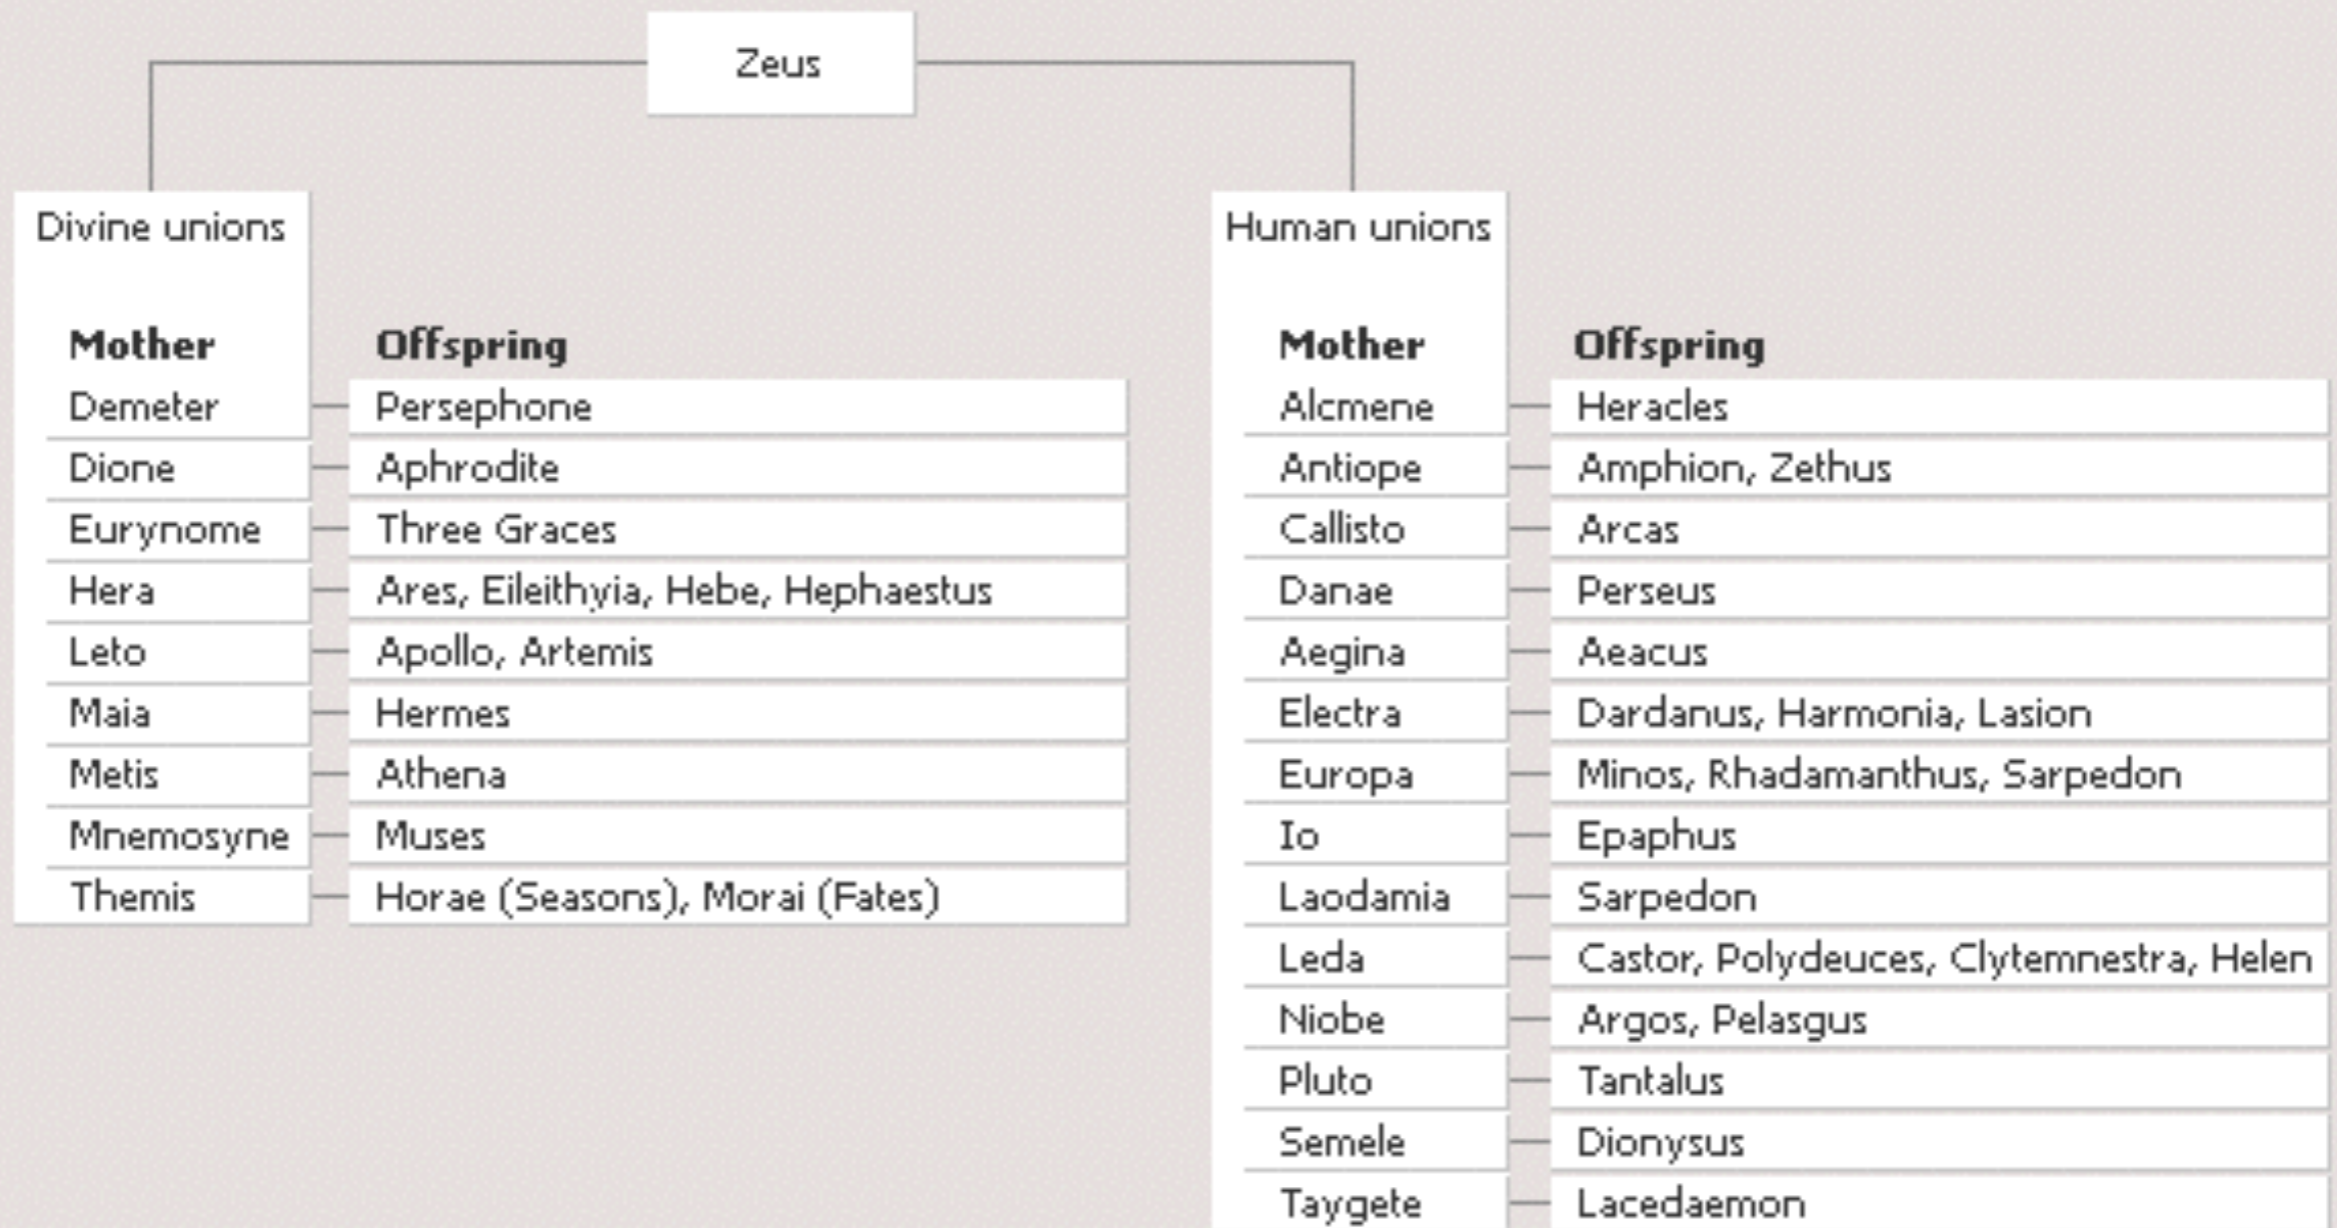 Zeus
Divine unions
Mother Offspring
Demeter Persephone
Dione Aphrodite
Eurynome Three Graces
Hera Ares, Eileithyia, Hebe, Hephaestus
Leto Apollo, Artemis
Maia Hermes
Metis Athena
Mnemosyne Muses
Themis Horae (Seasons), Morai (Fates)
Human unions
Mother Offspring
Alcmene Heracles
Antiope Amphion, Zethus
Callisto Arcas
Danae Perseus
Aegina Aeacus
Electra Dardanus, Harmonia, Lasion
Europa Minos, Rhadamanthus, Sarpedon
Io Epaphus
Laodamia Sarpedon
Leda Castor, Polydeuces, Clytemnestra, Helen
Niobe Argos, Pelasgus
Pluto Tantalus
Semele Dionysus
Taygete Lacedaemon